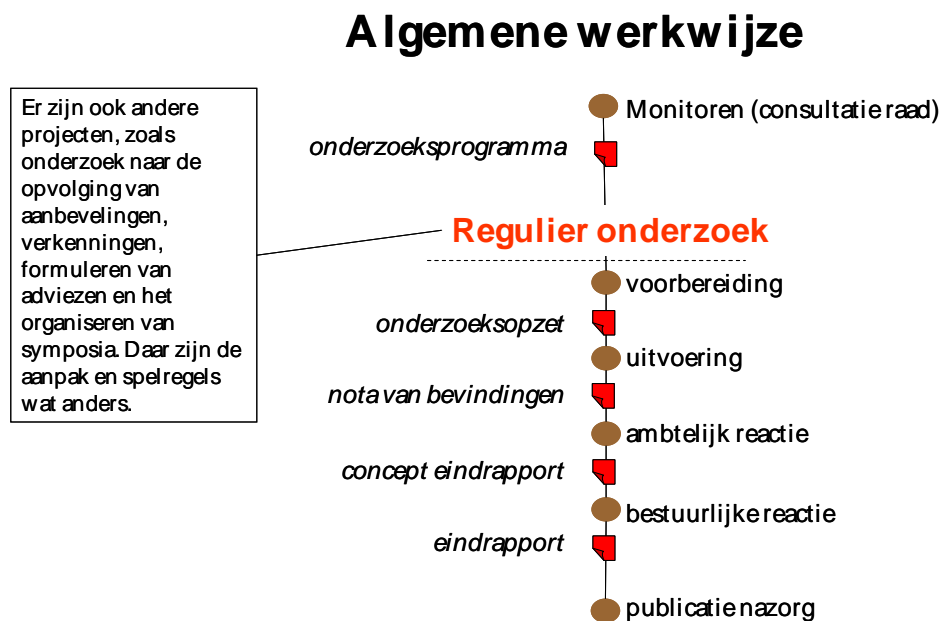 Algemene werkwijze
Er zijn ook andere
projecten, zoals
onderzoek naar de
opvolging van
aanbevelingen,
verkenningen,
formuleren van
adviezen en het
organiseren van
symposia. Daar zijn de
aanpak en spelregels
wat anders.
Monitoren (consultatie raad)
onderzoeksprogramma
Regulier onderzoek
voorbereiding
onderzoeksopzet
uitvoering
nota van bevindingen
ambtelijk reactie
concept eindrapport
bestuurlijke reactie
eindrapport
publicatie nazorg